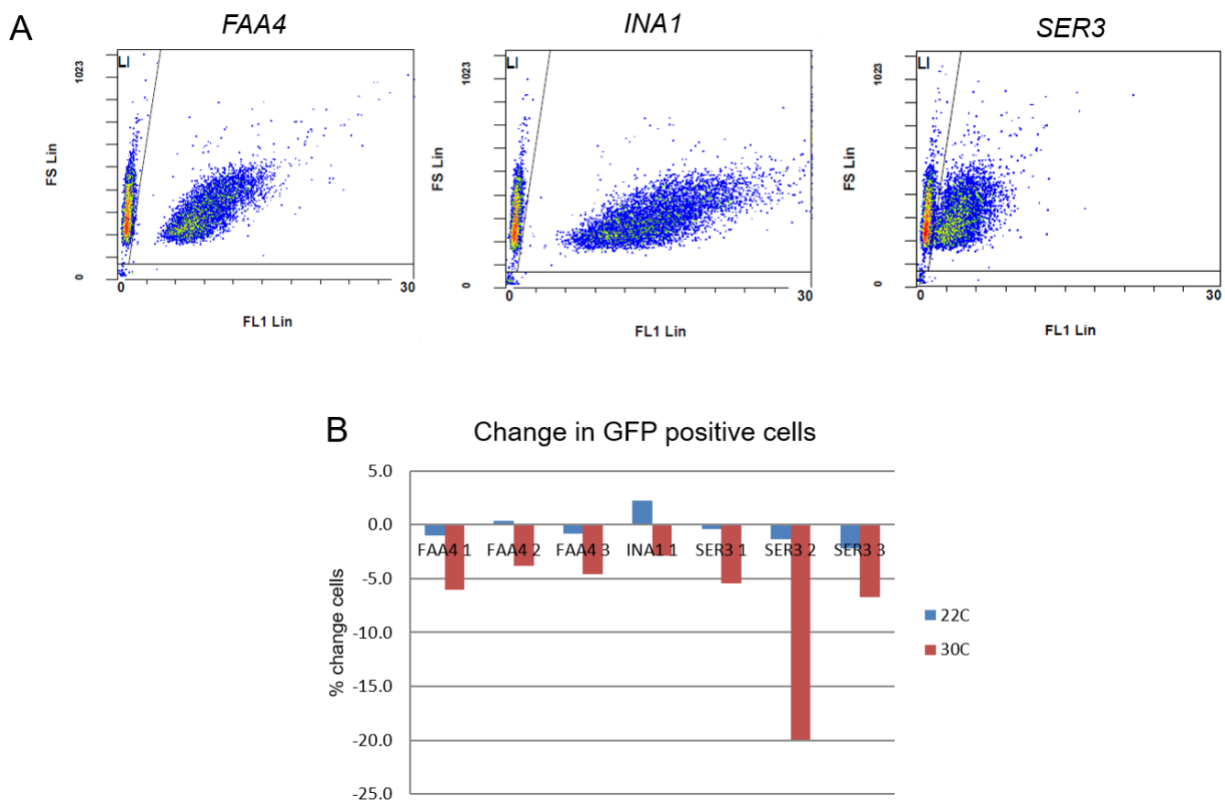 A
FAA4
INA1
SER3
LI
1023
FS Lin
0
0
30
FL1 Lin
LI
1023
FS Lin
0
0
30
FL1 Lin
LI
1023
FS Lin
0
0
30
FL1 Lin
B
Change in GFP positive cells
5.0
0.0
-5.0
-10.0
-15.0
-20.0
-25.0
% change cells
FAA4 1
FAA4 2
FAA4 3
INA1 1
SER3 1
SER3 2
SER3 3
22C
30C